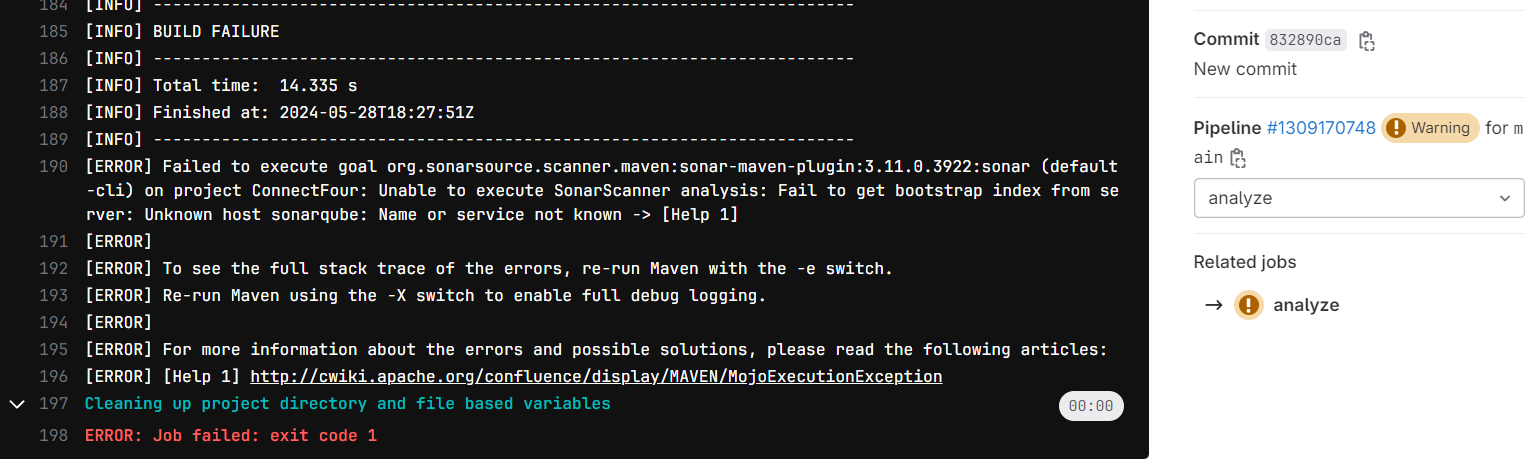 184 [INFO] ------------------------------------------------------------------------
185 [INFO] BUILD FAILURE
186 [INFO] ------------------------------------------------------------------------
187 [INFO] Total time:  14.335 s
188 [INFO] Finished at: 2024-05-28T18:27:51Z
189 [INFO] ------------------------------------------------------------------------
190 [ERROR] Failed to execute goal org.sonarsource.scanner.maven:sonar-maven-plugin:3.11.0.3922:sonar (default
-cli) on project ConnectFour: Unable to execute SonarScanner analysis: Fail to get bootstrap index from se
rver: Unknown host sonarqube: Name or service not known -> [Help 1]
191 [ERROR]
192 [ERROR] To see the full stack trace of the errors, re-run Maven with the -e switch.
193 [ERROR] Re-run Maven using the -X switch to enable full debug logging.
194 [ERROR]
195 [ERROR] For more information about the errors and possible solutions, please read the following articles:
196 [ERROR] [Help 1] http://cwiki.apache.org/confluence/display/MAVEN/MojoExecutionException
197 Cleaning up project directory and file based variables 00:00
198 ERROR: Job failed: exit code 1
Commit 832890ca
New commit
Pipeline #1309170748 Warning for m
ain
analyze
Related jobs
→ analyze